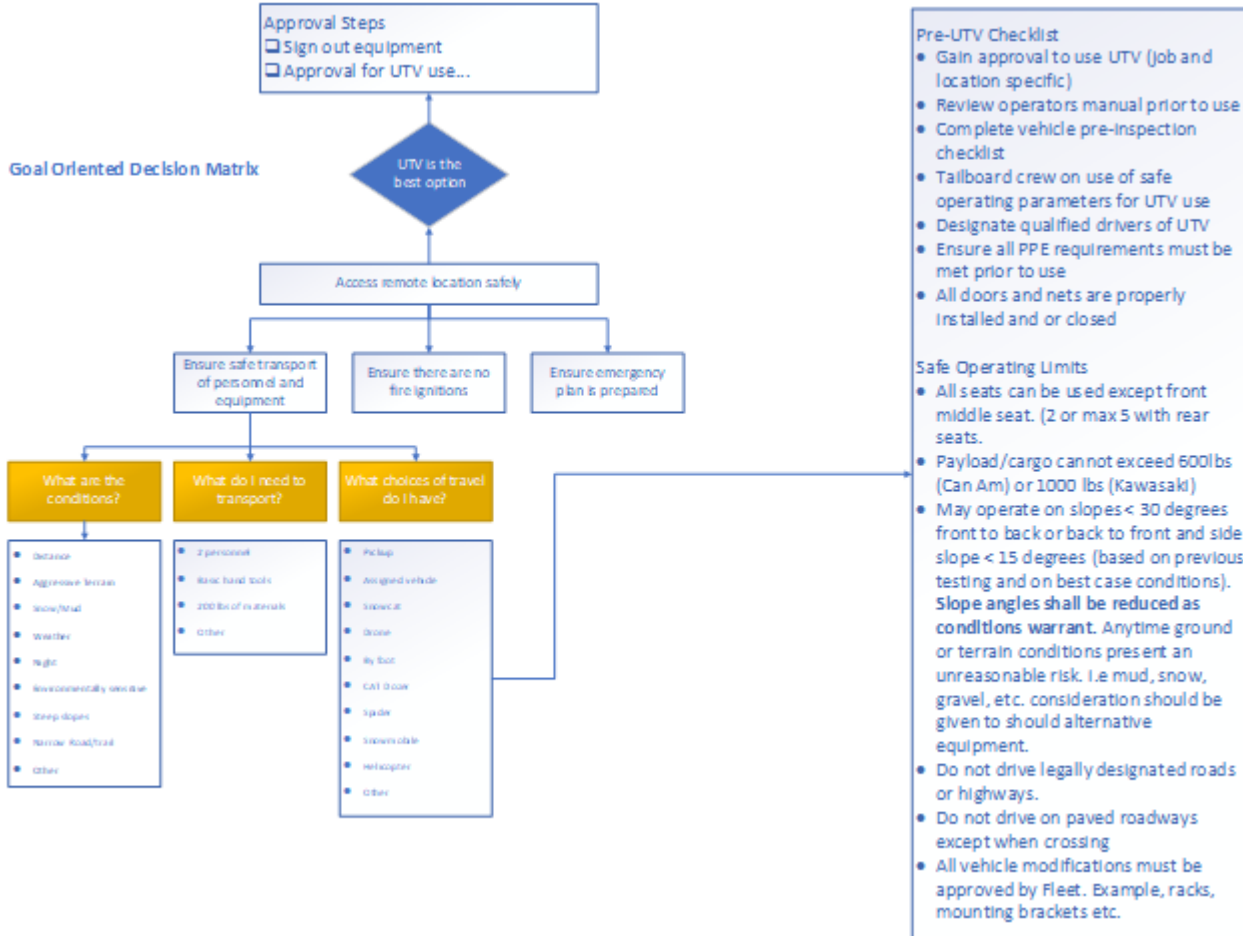 Approval Steps
Sign out equipment
Approval for UTV use...
Goal Oriented Decision Matrix
UTV is the
best option
Access remote location safely
Ensure safe transport
of personnel and
equipment
Ensure there are no
fire ignitions
Ensure emergency
plan is prepared
What are the
conditions?
What do I need to
transport?
What choices of travel
do I have?
Distance
Aggressive terrain
Snow/Mud
Weather
Night
Environmentally sensitive
Steep slopes
Narrow Road/trail
Other
2 personnel
Basic hand tools
200 lbs of materials
Other
Pickup
Assigned vehicle
Snowcat
Drone
By foot
CAT Dozer
Spider
Snowmobile
Helicopter
Other
Pre-UTV Checklist
Gain approval to use UTV (job and
location specific)
Review operators manual prior to use
Complete vehicle pre-inspection
checklist
Tailboard crew on use of safe
operating parameters for UTV use
Designate qualified drivers of UTV
Ensure all PPE requirements must be
met prior to use
All doors and nets are properly
installed and or closed
Safe Operating Limits
All seats can be used except front
middle seat. (2 or max 5 with rear
seats.
Payload/cargo cannot exceed 600lbs
(Can Am) or 1000 lbs (Kawasaki)
May operate on slopes < 30 degrees
front to back or back to front and side
slope < 15 degrees (based on previous
testing and on best case conditions).
Slope angles shall be reduced as
conditions warrant. Anytime ground
or terrain conditions present an
unreasonable risk. I.e mud, snow,
gravel, etc. consideration should be
given to should alternative
equipment.
Do not drive legally designated roads
or highways.
Do not drive on paved roadways
except when crossing
All vehicle modifications must be
approved by Fleet. Example, racks,
mounting brackets etc.